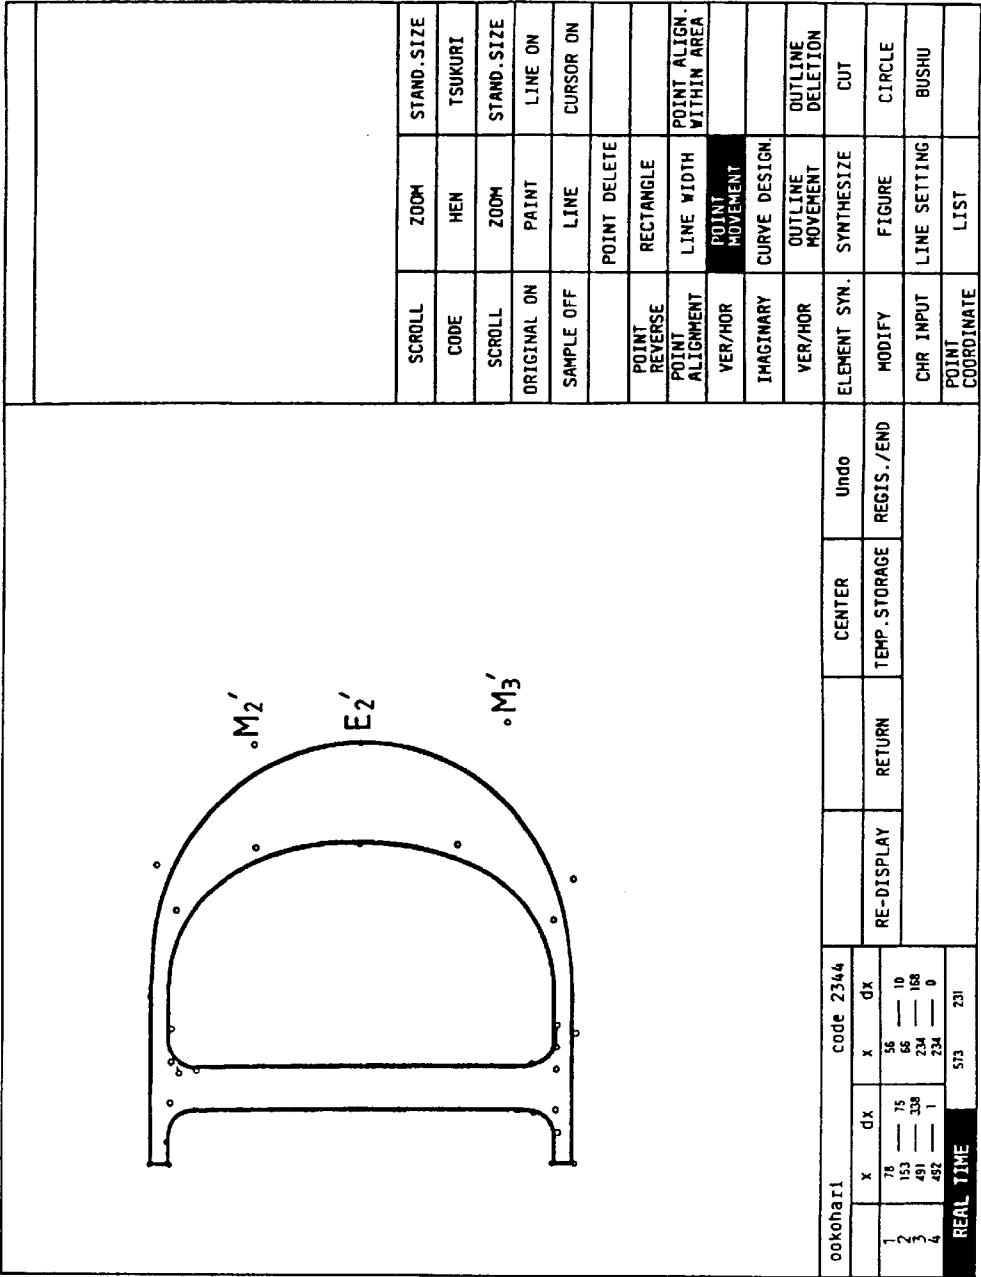 M2'
E2'
M3'
SCROLL ZOOM STAND.SIZE
CODE HEN TSUKURI
SCROLL ZOOM STAND.SIZE
ORIGINAL ON PAINT LINE ON
SAMPLE OFF LINE CURSOR ON
POINT DELETE
POINT REVERSE RECTANGLE
POINT ALIGNMENT LINE WIDTH POINT ALIGN. WITHIN AREA
VER/HOR POINT MOVEMENT
IMAGINARY CURVE DESIGN.
VER/HOR OUTLINE MOVEMENT OUTLINE DELETION
ELEMENT SYN. SYNTHESIZE CUT
MODIFY FIGURE CIRCLE
CHR INPUT LINE SETTING BUSHU
POINT COORDINATE LIST
ookohari code 2344 CENTER Undo
x dx x dx RE-DISPLAY RETURN TEMP.STORAGE REGIS./END
1 78 56
2 153 — 75 66 — 10
3 491 — 338 234 — 168
4 492 — 1 234 — 0
REAL TIME 573 231